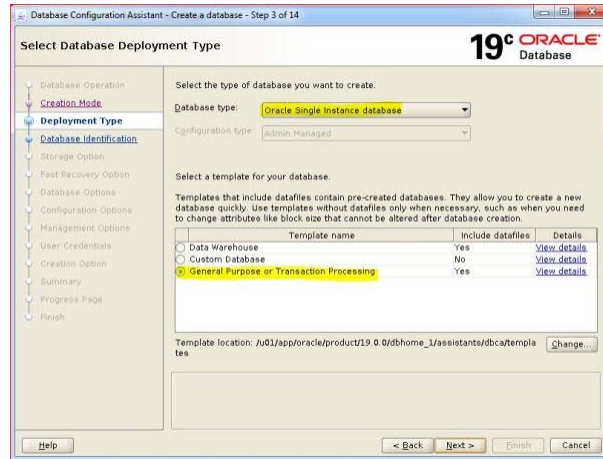 Database Configuration Assistant - Create a database - Step 3 of 14
Select Database Deployment Type
19c ORACLE
Database
Database Operation
Creation Mode
Deployment Type
Database Identification
Storage Option
Fast Recovery Option
Database Options
Configuration Options
Management Options
User Credentials
Creation Option
Summary
Progress Page
Finish
Select the type of database you want to create.
Database type: Oracle Single Instance database
Configuration type: Admin Managed
Select a template for your database.
Templates that include datafiles contain pre-created databases. They allow you to create a new
database quickly. Use templates without datafiles only when necessary, such as when you need
to change attributes like block size that cannot be altered after database creation.
Template name Include datafiles Details
Data Warehouse Yes View details
Custom Database No View details
General Purpose or Transaction Processing Yes View details
Template location: /u01/app/oracle/product/19.0.0/dbhome_1/assistants/dbca/templa
tes
Change...
Help
< Back
Next >
Finish
Cancel